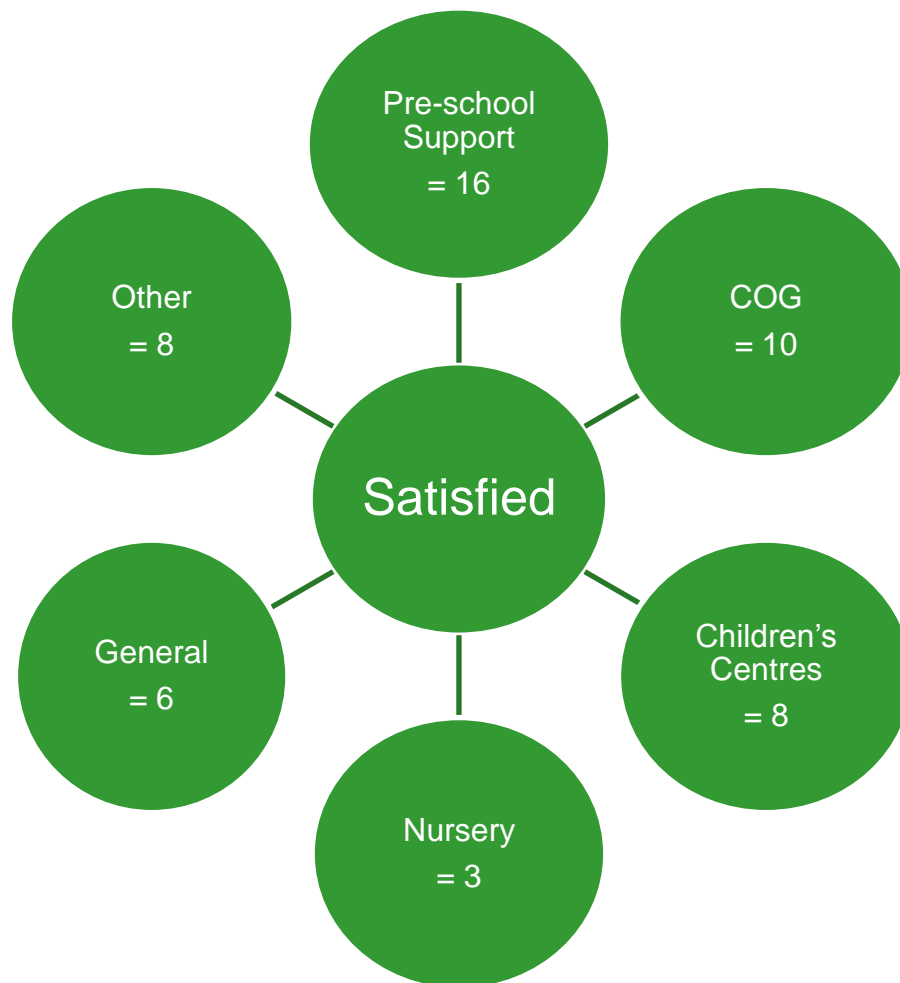 Pre-school
Support
= 16
Other
= 8
COG
= 10
Satisfied
General
= 6
Children’s
Centres
= 8
Nursery
= 3